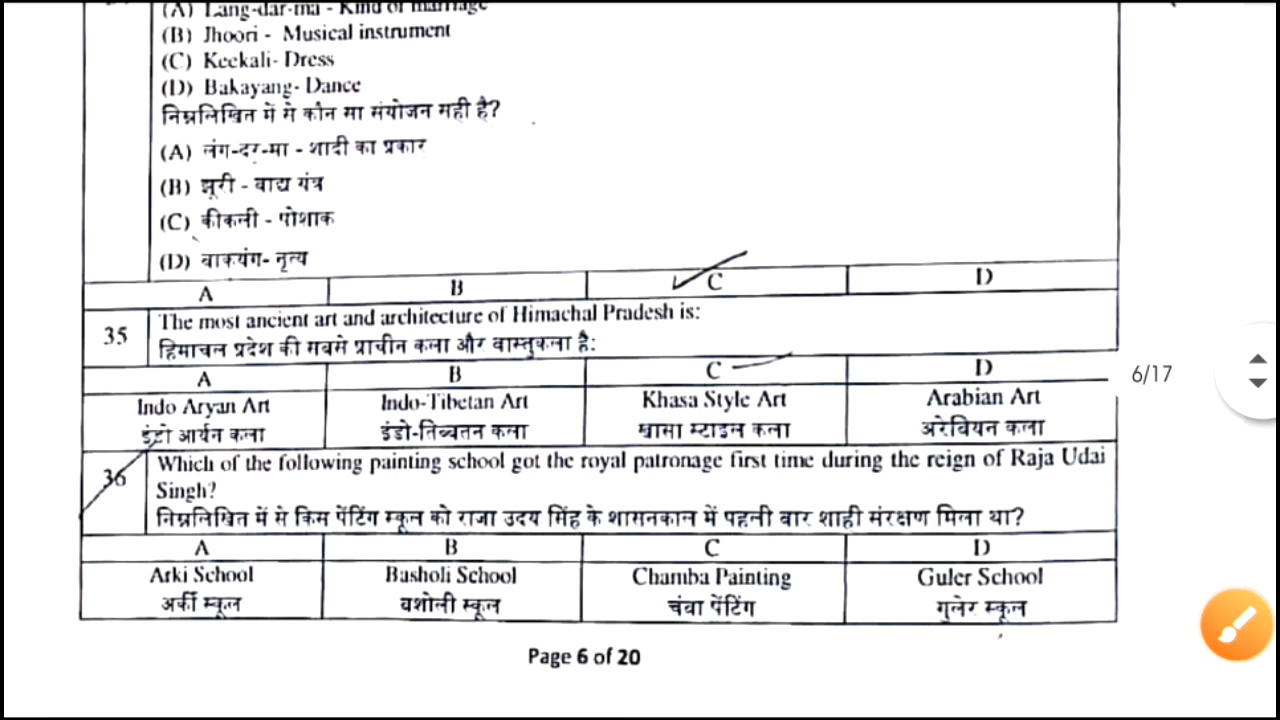 (A) Lang-dar-ma - Kind of marriage
(B) Jhoori - Musical instrument
(C) Keekali- Dress
(D) Bakayang- Dance
निम्नलिखित में से कौन सा संयोजन सही है?
(A) लंग-दर-मा - शादी का प्रकार
(B) झूरी - वाद्य यंत्र
(C) कीकली - पोशाक
(D) बाकयंग- नृत्य
A B C D
35 The most ancient art and architecture of Himachal Pradesh is:
हिमाचल प्रदेश की सबसे प्राचीन कला और वास्तुकला है:
A B C D
Indo Aryan Art Indo-Tibetan Art Khasa Style Art Arabian Art
इंडो आर्यन कला इंडो-तिब्बतन कला खासा स्टाइल कला अरेबियन कला
6/17
36 Which of the following painting school got the royal patronage first time during the reign of Raja Udai
Singh?
निम्नलिखित में से किस पेंटिंग स्कूल को राजा उदय सिंह के शासनकाल में पहली बार शाही संरक्षण मिला था?
A B C D
Arki School Basholi School Chamba Painting Guler School
अर्की स्कूल बशोली स्कूल चंबा पेंटिंग गुलेर स्कूल
Page 6 of 20